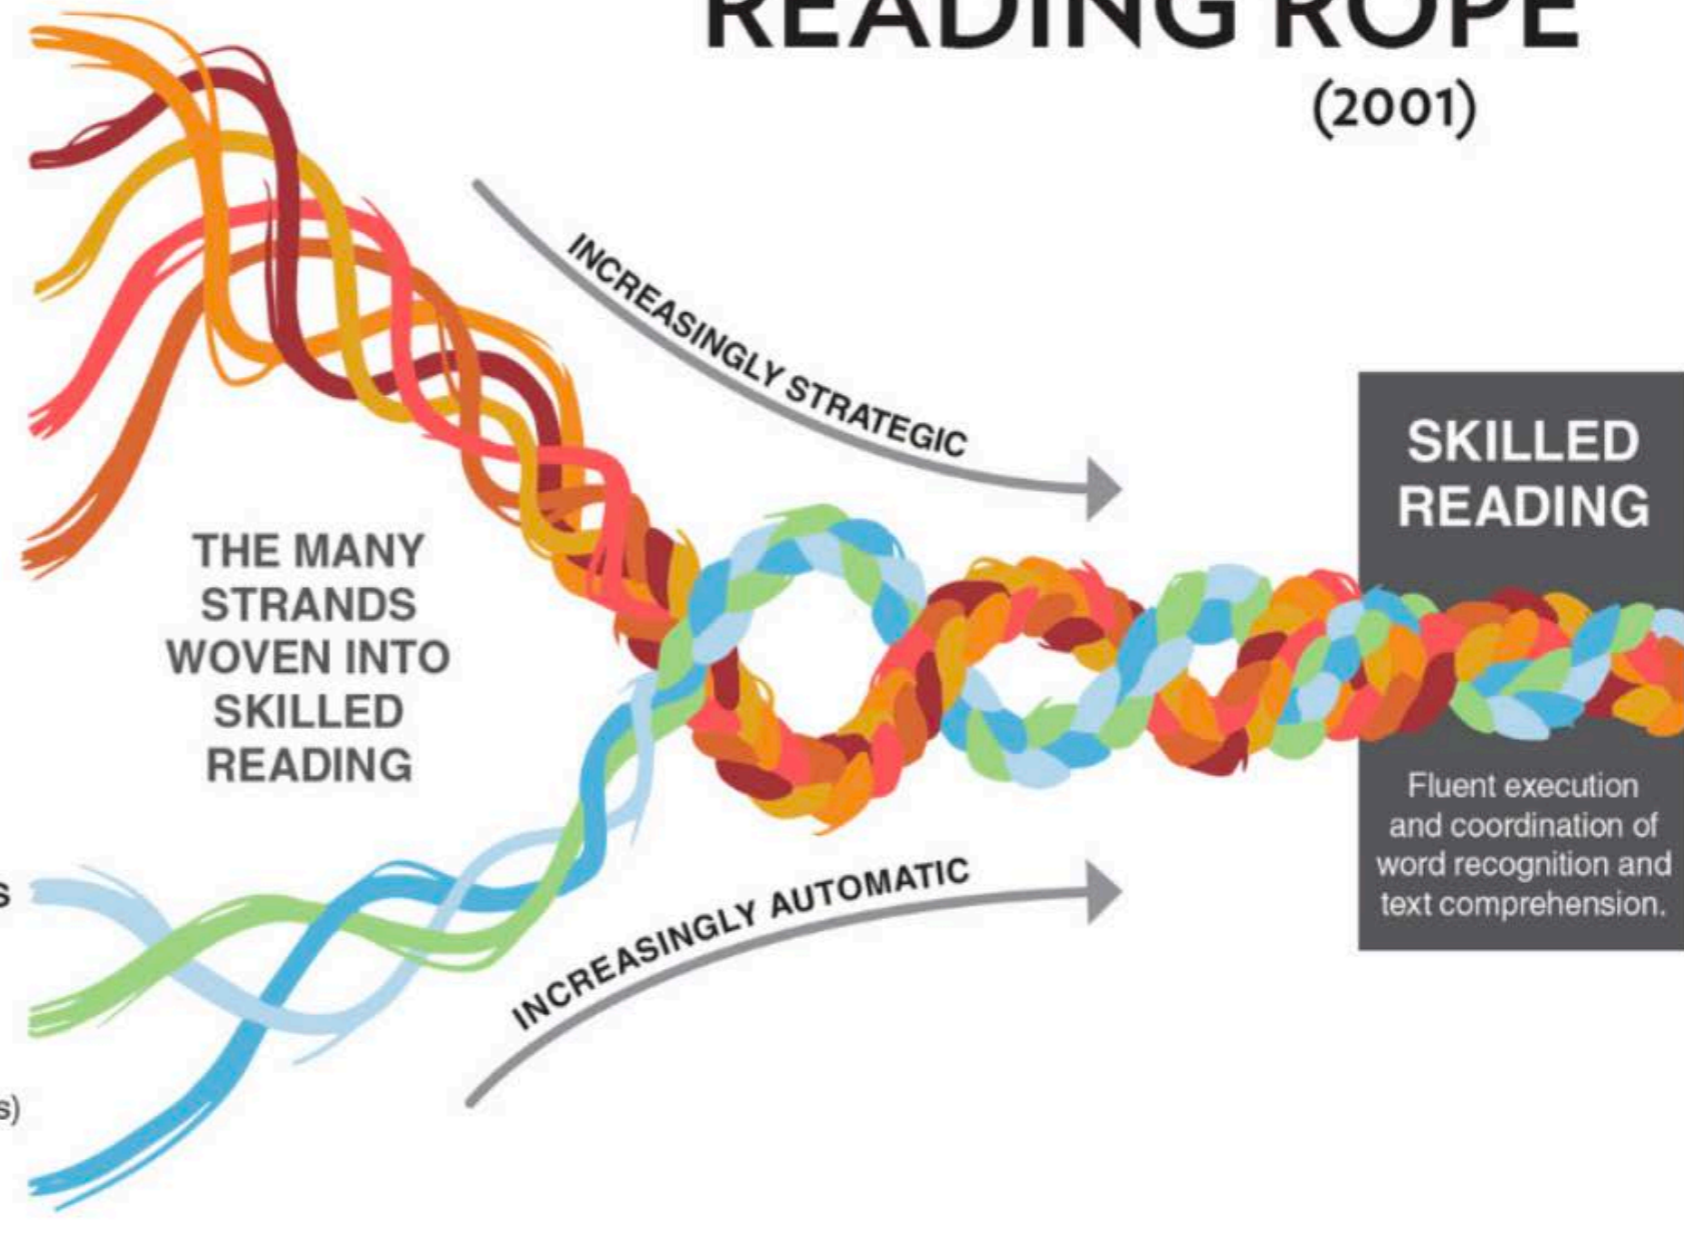 READING ROPE
(2001)
INCREASINGLY STRATEGIC
SKILLED
READING
THE MANY
STRANDS
WOVEN INTO
SKILLED
READING
Fluent execution
and coordination of
word recognition and
text comprehension.
INCREASINGLY AUTOMATIC
S
s)